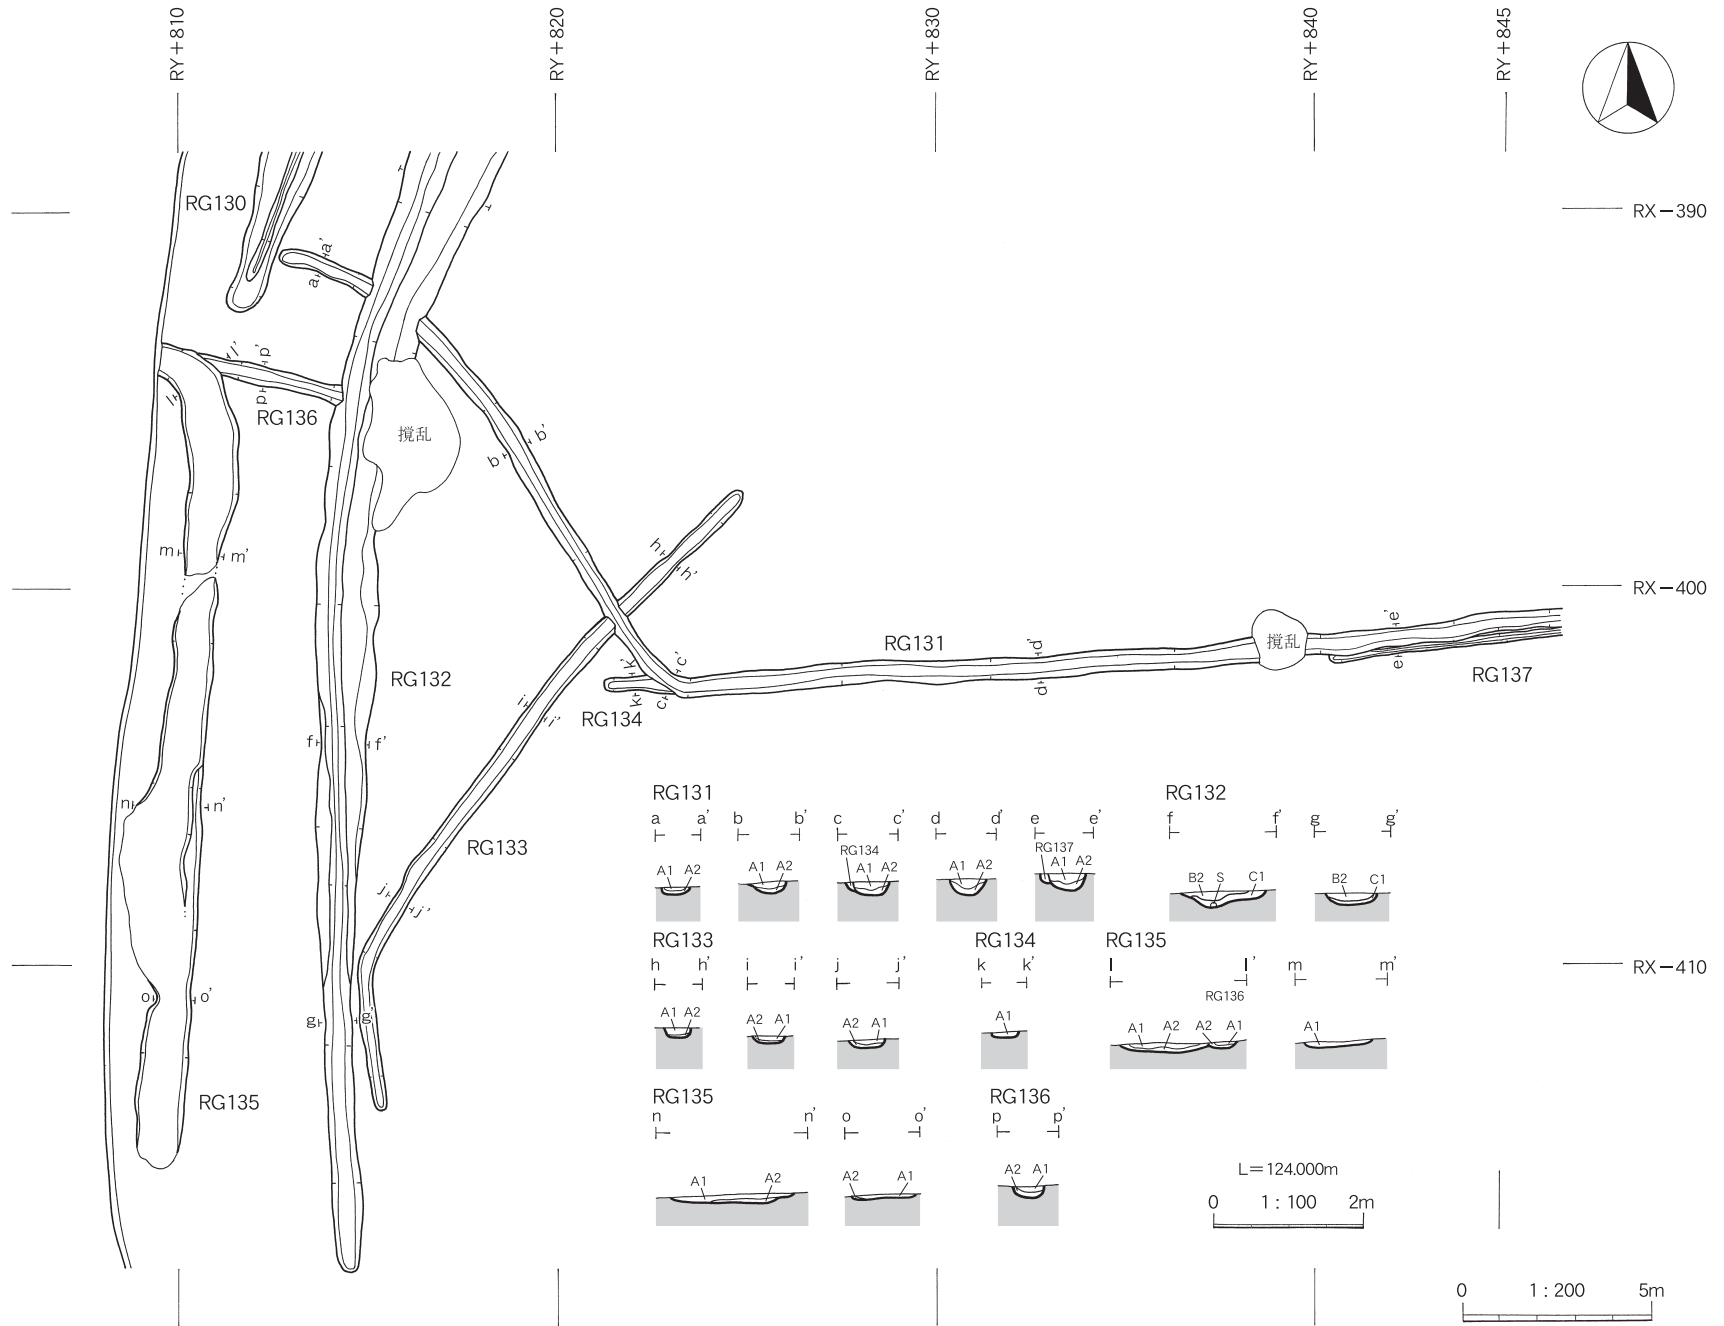 RY+810
RY+820
RY+830
RY+840
RY+845
RX-390
RG130
a'
a
l'
p'
l
p
RG136
撹乱
b'
b
h
h'
m
m'
RX-400
RG131
撹乱
e'
e
RG137
d'
d
k'
c'
k
c
RG134
RG132
i
i'
f
f'
n
n'
RG133
j
j'
o
o'
g
g'
RG135
RX-410
RG131
RG132
a a' b b' c c' d d' e e' f f' g g'
RG134
RG137
A1 A2 A1 A2 A1 A2 A1 A2 A1 A2 B2 S C1 B2 C1
RG133
RG134
RG135
h h' i i' j j' k k' l l' m m'
RG136
A1 A2 A2 A1 A2 A1 A1 A1 A2 A2 A1 A1
RG135
RG136
n n' o o' p p'
A1 A2 A2 A1 A2 A1
L=124.000m
0 1:100 2m
0 1:200 5m